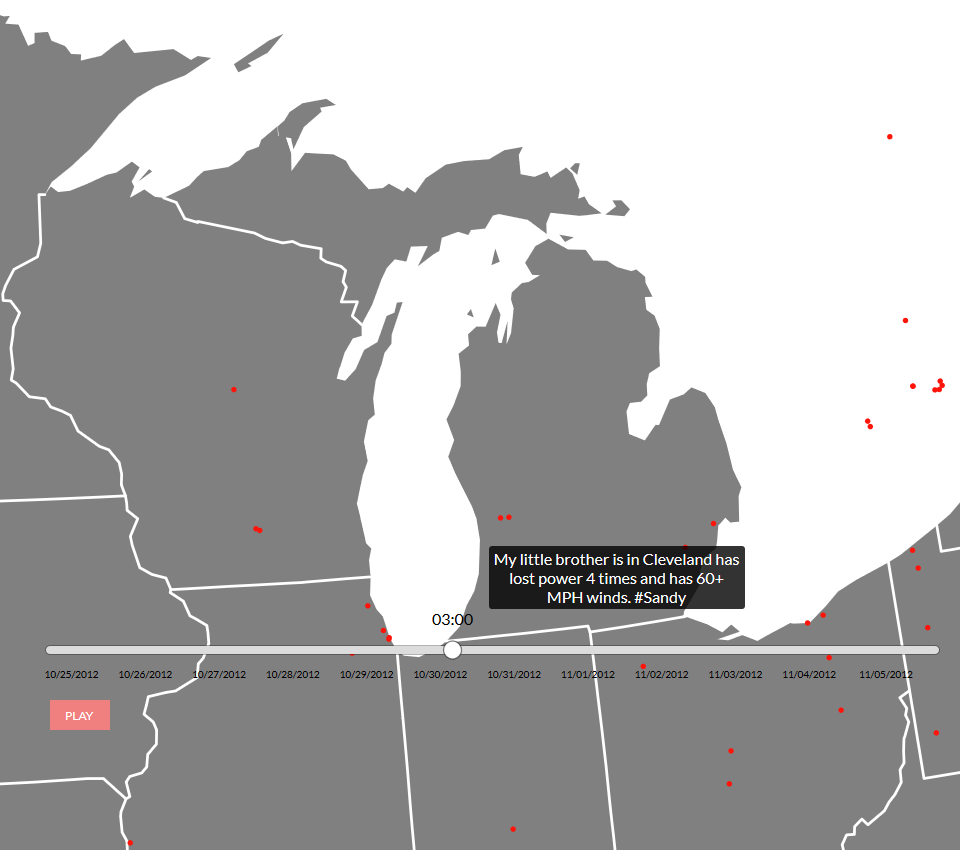 My little brother is in Cleveland has
lost power 4 times and has 60+
MPH winds. #Sandy
03:00
10/25/2012 10/26/2012 10/27/2012 10/28/2012 10/29/2012 10/30/2012 10/31/2012 11/01/2012 11/02/2012 11/03/2012 11/04/2012 11/05/2012
PLAY